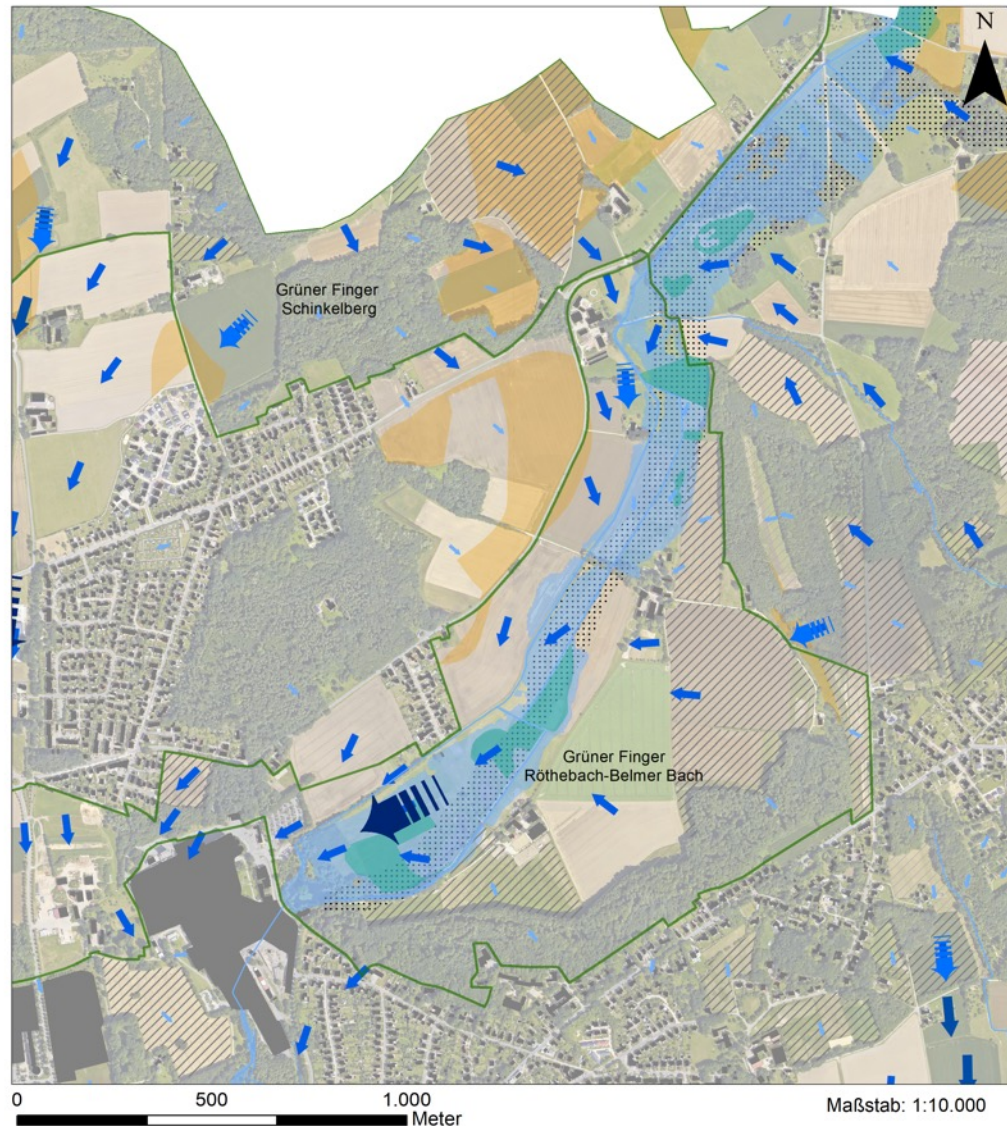 N
Grüner Finger
Schinkelberg
Grüner Finger
Röthebach-Belmer Bach
0 500 1.000
Meter
Maßstab: 1:10.000